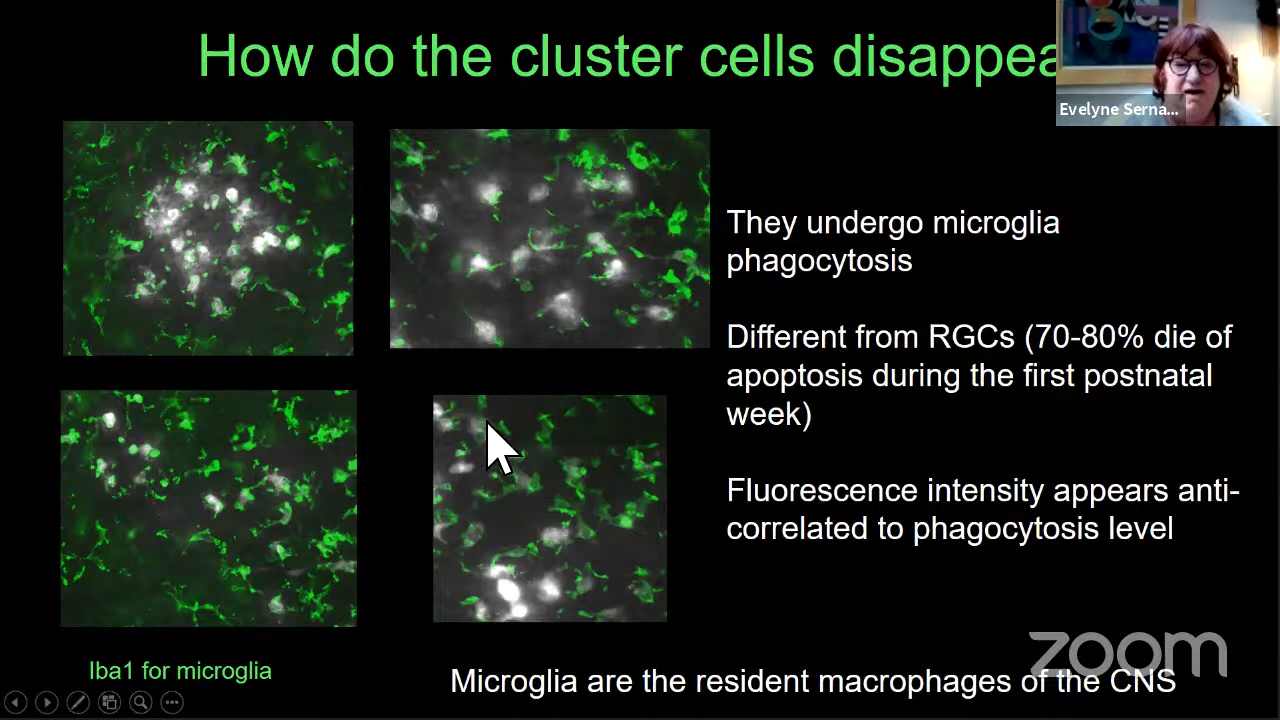 How do the cluster cells disappea
Evelyne Serna...
They undergo microglia
phagocytosis
Different from RGCs (70-80% die of
apoptosis during the first postnatal
week)
Fluorescence intensity appears anti-
correlated to phagocytosis level
Iba1 for microglia
Microglia are the resident macrophages of the CNS
zoom